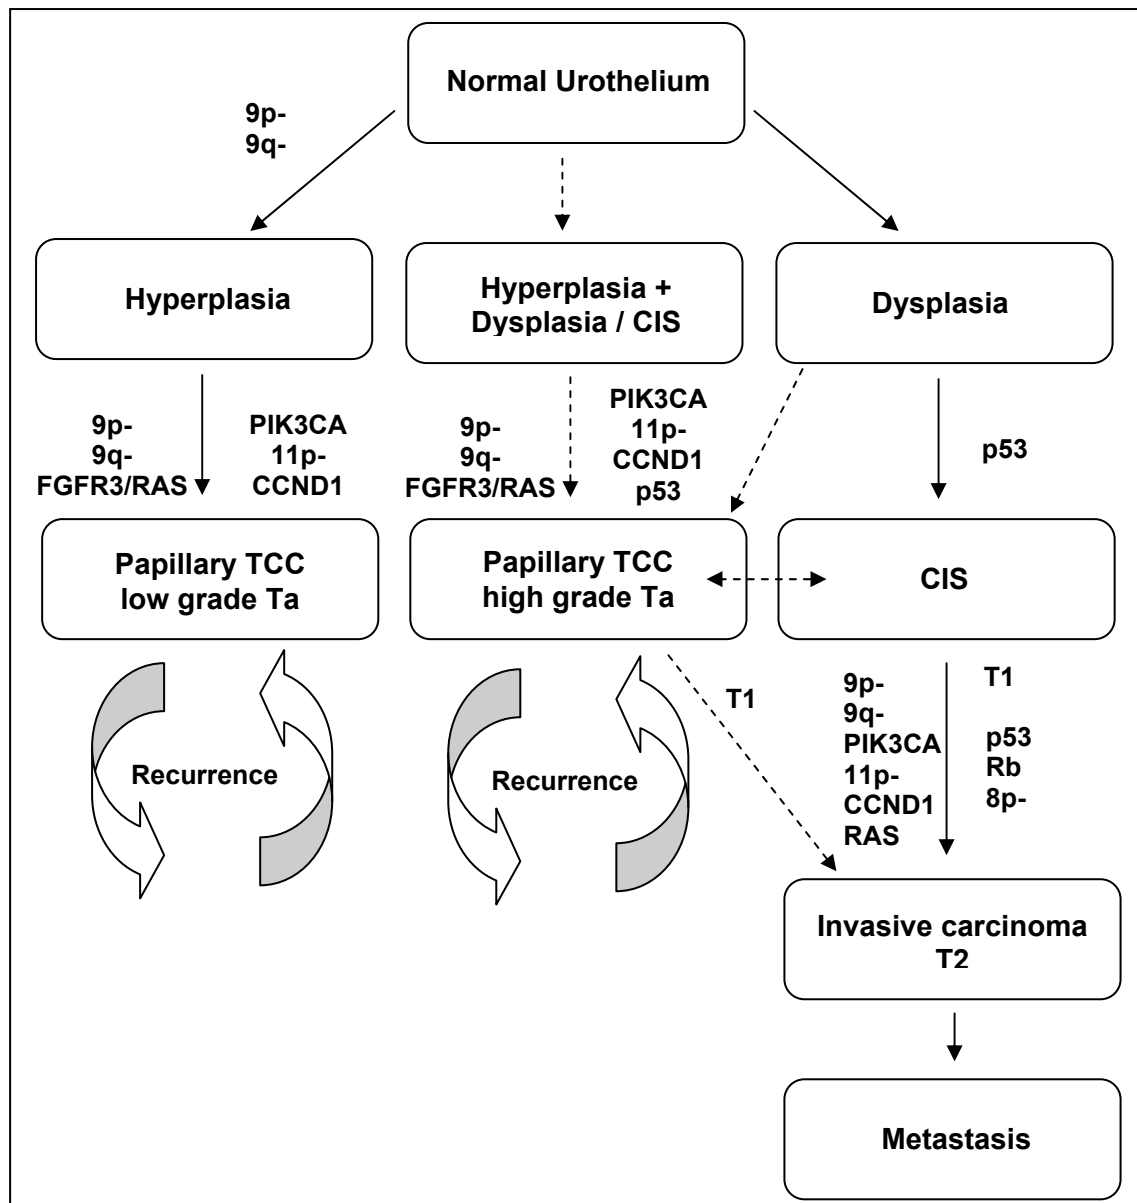 Normal Urothelium
9p-
9q-
Hyperplasia
Hyperplasia +
Dysplasia / CIS
Dysplasia
9p-
9q-
FGFR3/RAS
PIK3CA
11p-
CCND1
9p-
9q-
FGFR3/RAS
PIK3CA
11p-
CCND1
p53
p53
Papillary TCC
low grade Ta
Papillary TCC
high grade Ta
CIS
Recurrence
Recurrence
T1
9p-
9q-
PIK3CA
11p-
CCND1
RAS
T1
p53
Rb
8p-
Invasive carcinoma
T2
Metastasis